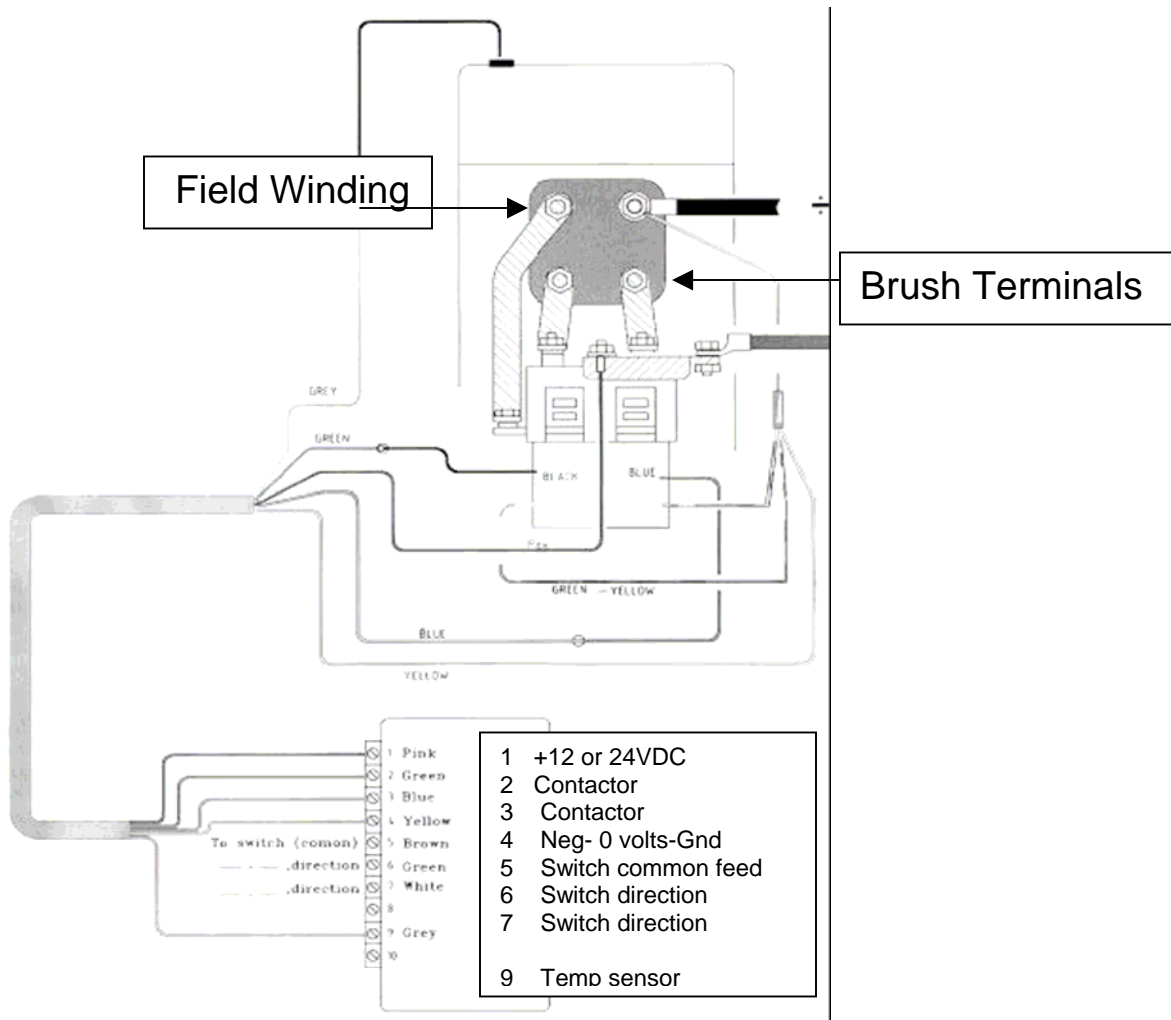 Field Winding
Brush Terminals
GREY
GREEN
BLACK
BLUE
GREEN - YELLOW
BLUE
YELLOW
1 Pink
2 Green
3 Blue
4 Yellow
To switch (comon) 5 Brown
.direction 6 Green
.direction 7 White
8
9 Grey
10
1 +12 or 24VDC
2 Contactor
3 Contactor
4 Neg- 0 volts-Gnd
5 Switch common feed
6 Switch direction
7 Switch direction
9 Temp sensor